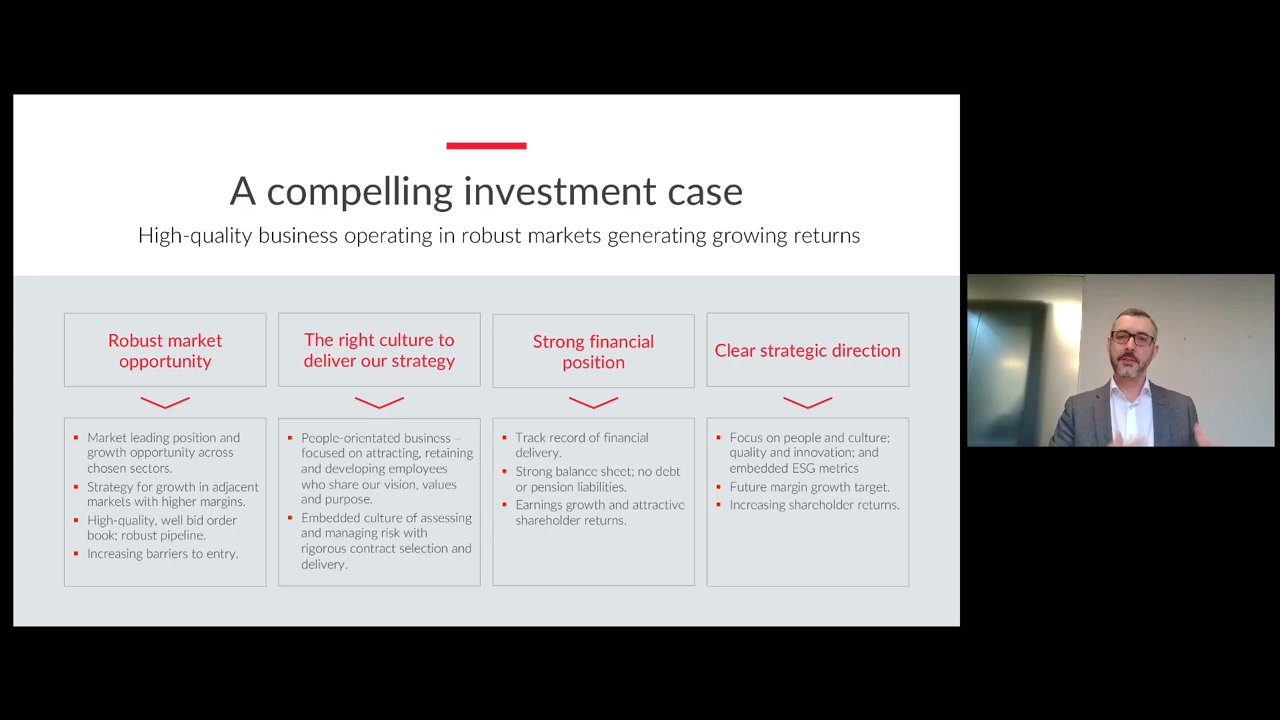 A compelling investment case
High-quality business operating in robust markets generating growing returns
Robust market
opportunity
Market leading position and
growth opportunity across
chosen sectors.
Strategy for growth in adjacent
markets with higher margins.
High-quality, well bid order
book; robust pipeline.
Increasing barriers to entry.
The right culture to
deliver our strategy
People-orientated business –
focused on attracting, retaining
and developing employees
who share our vision, values
and purpose.
Embedded culture of assessing
and managing risk with
rigorous contract selection and
delivery.
Strong financial
position
Track record of financial
delivery.
Strong balance sheet; no debt
or pension liabilities.
Earnings growth and attractive
shareholder returns.
Clear strategic direction
Focus on people and culture;
quality and innovation; and
embedded ESG metrics
Future margin growth target.
Increasing shareholder returns.